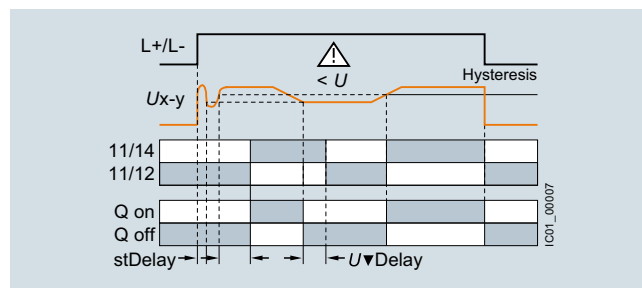 L+/L-
< U
Hysteresis
Ux-y
11/14
11/12
Q on
Q off
stDelay
U▼Delay
IC01_00007